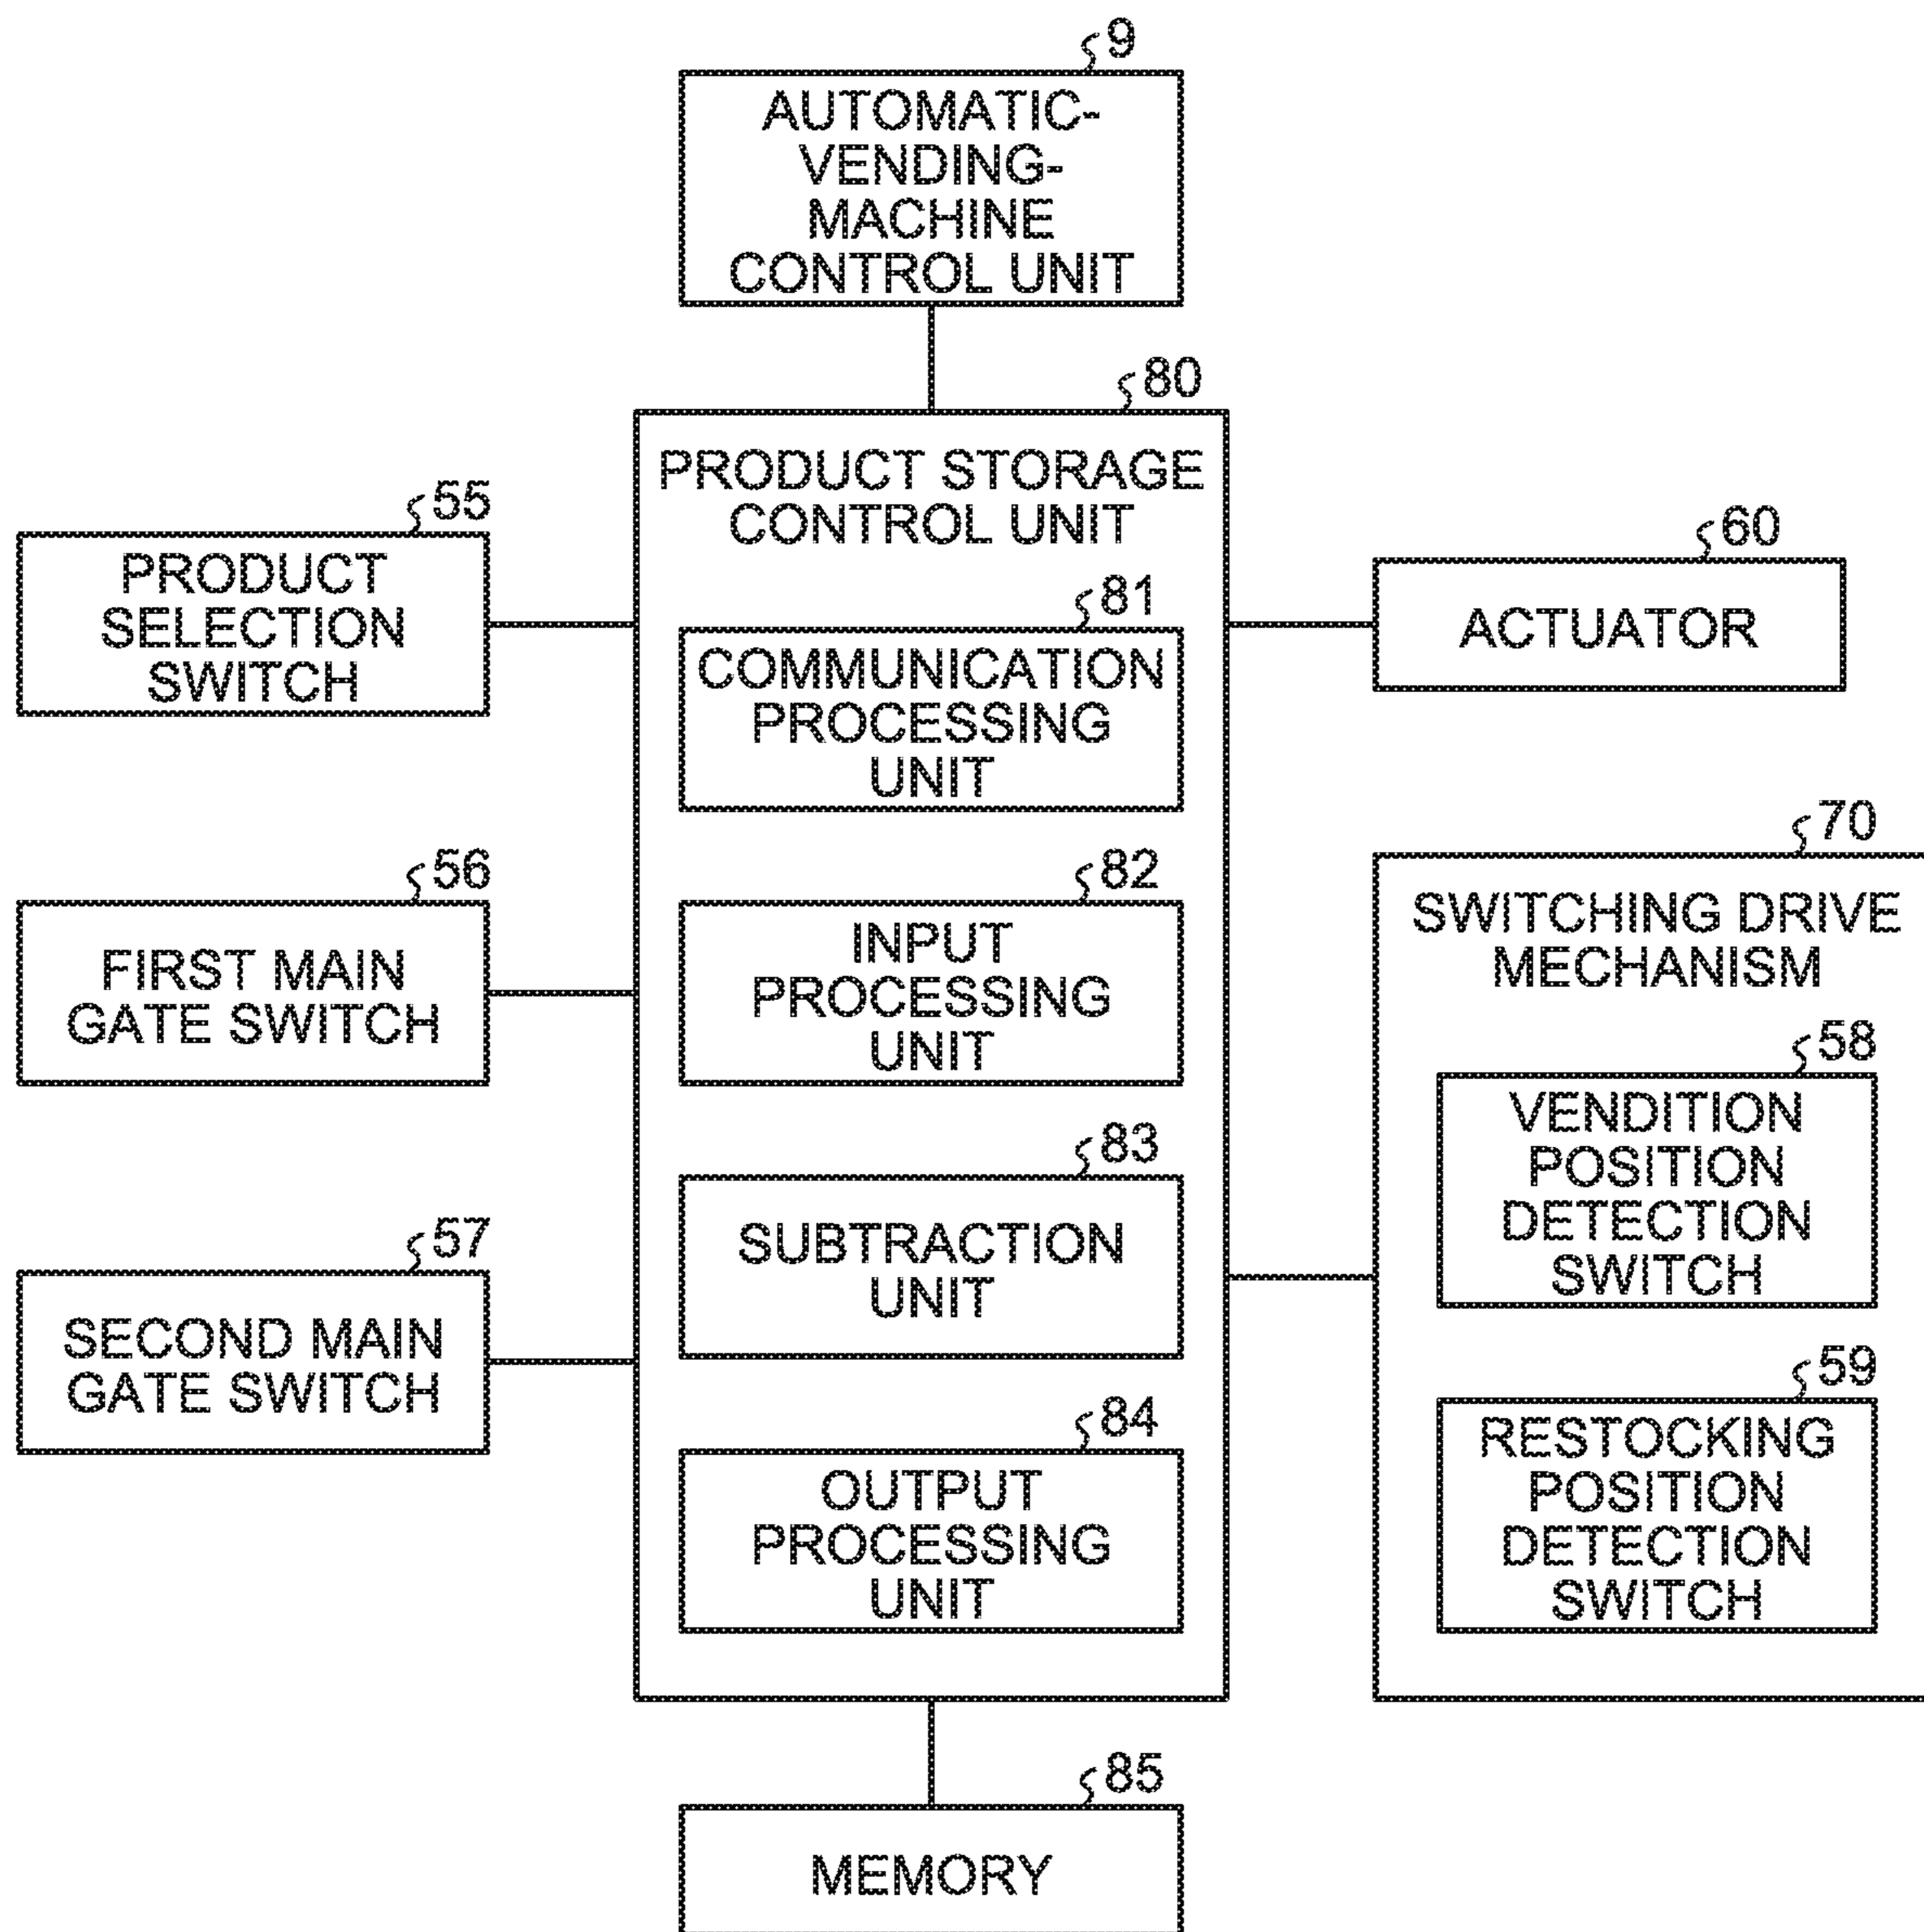 9
AUTOMATIC-
VENDING-
MACHINE
CONTROL UNIT
80
PRODUCT STORAGE
CONTROL UNIT
55
PRODUCT
SELECTION
SWITCH
56
FIRST MAIN
GATE SWITCH
57
SECOND MAIN
GATE SWITCH
81
COMMUNICATION
PROCESSING
UNIT
82
INPUT
PROCESSING
UNIT
83
SUBTRACTION
UNIT
84
OUTPUT
PROCESSING
UNIT
60
ACTUATOR
70
SWITCHING DRIVE
MECHANISM
58
VENDITION
POSITION
DETECTION
SWITCH
59
RESTOCKING
POSITION
DETECTION
SWITCH
85
MEMORY